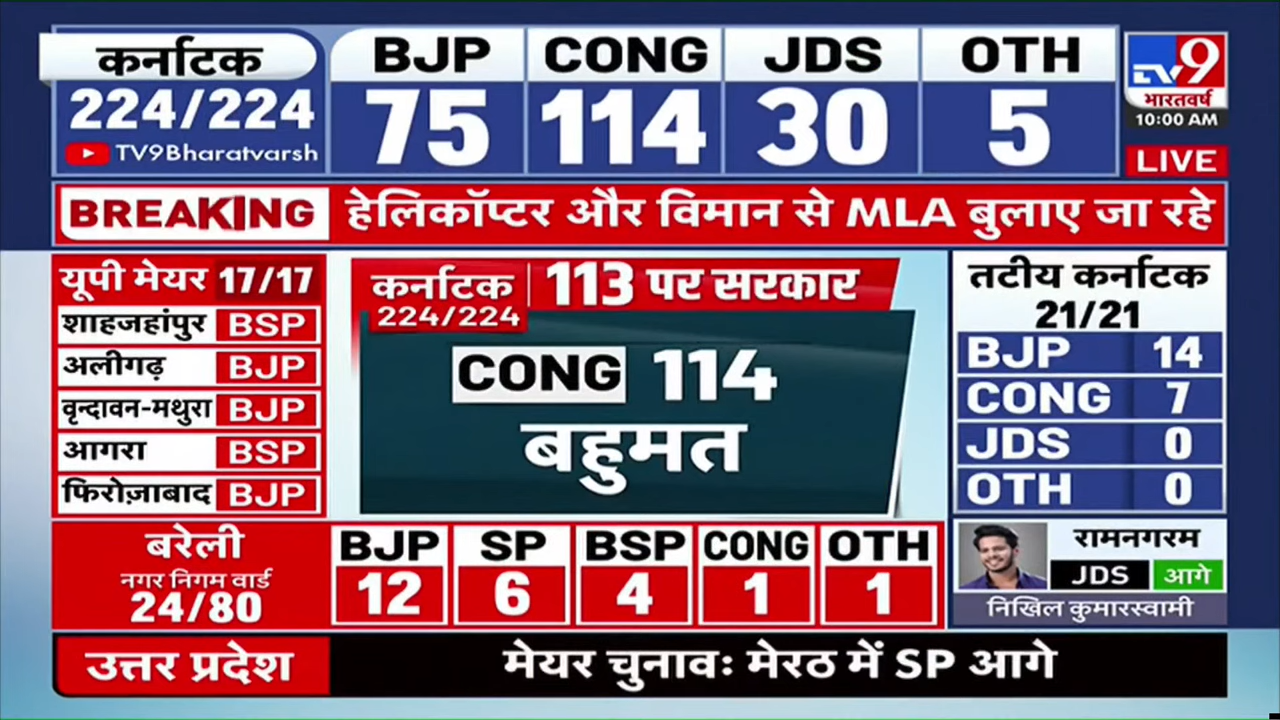 कर्नाटक
224/224
TV9Bharatvarsh
BJP CONG JDS OTH
75 114 30 5
TV9
भारतवर्ष
10:00 AM
LIVE
BREAKING हेलिकॉप्टर और विमान से MLA बुलाए जा रहे
यूपी मेयर 17/17
शाहजहांपुर BSP
अलीगढ़ BJP
वृन्दावन-मथुरा BJP
आगरा BSP
फिरोज़ाबाद BJP
कर्नाटक 113 पर सरकार
224/224
CONG 114
बहुमत
तटीय कर्नाटक
21/21
BJP 14
CONG 7
JDS 0
OTH 0
बरेली
नगर निगम वार्ड
24/80
BJP SP BSP CONG OTH
12 6 4 1 1
रामनगरम
JDS आगे
निखिल कुमारस्वामी
उत्तर प्रदेश मेयर चुनावः मेरठ में SP आगे